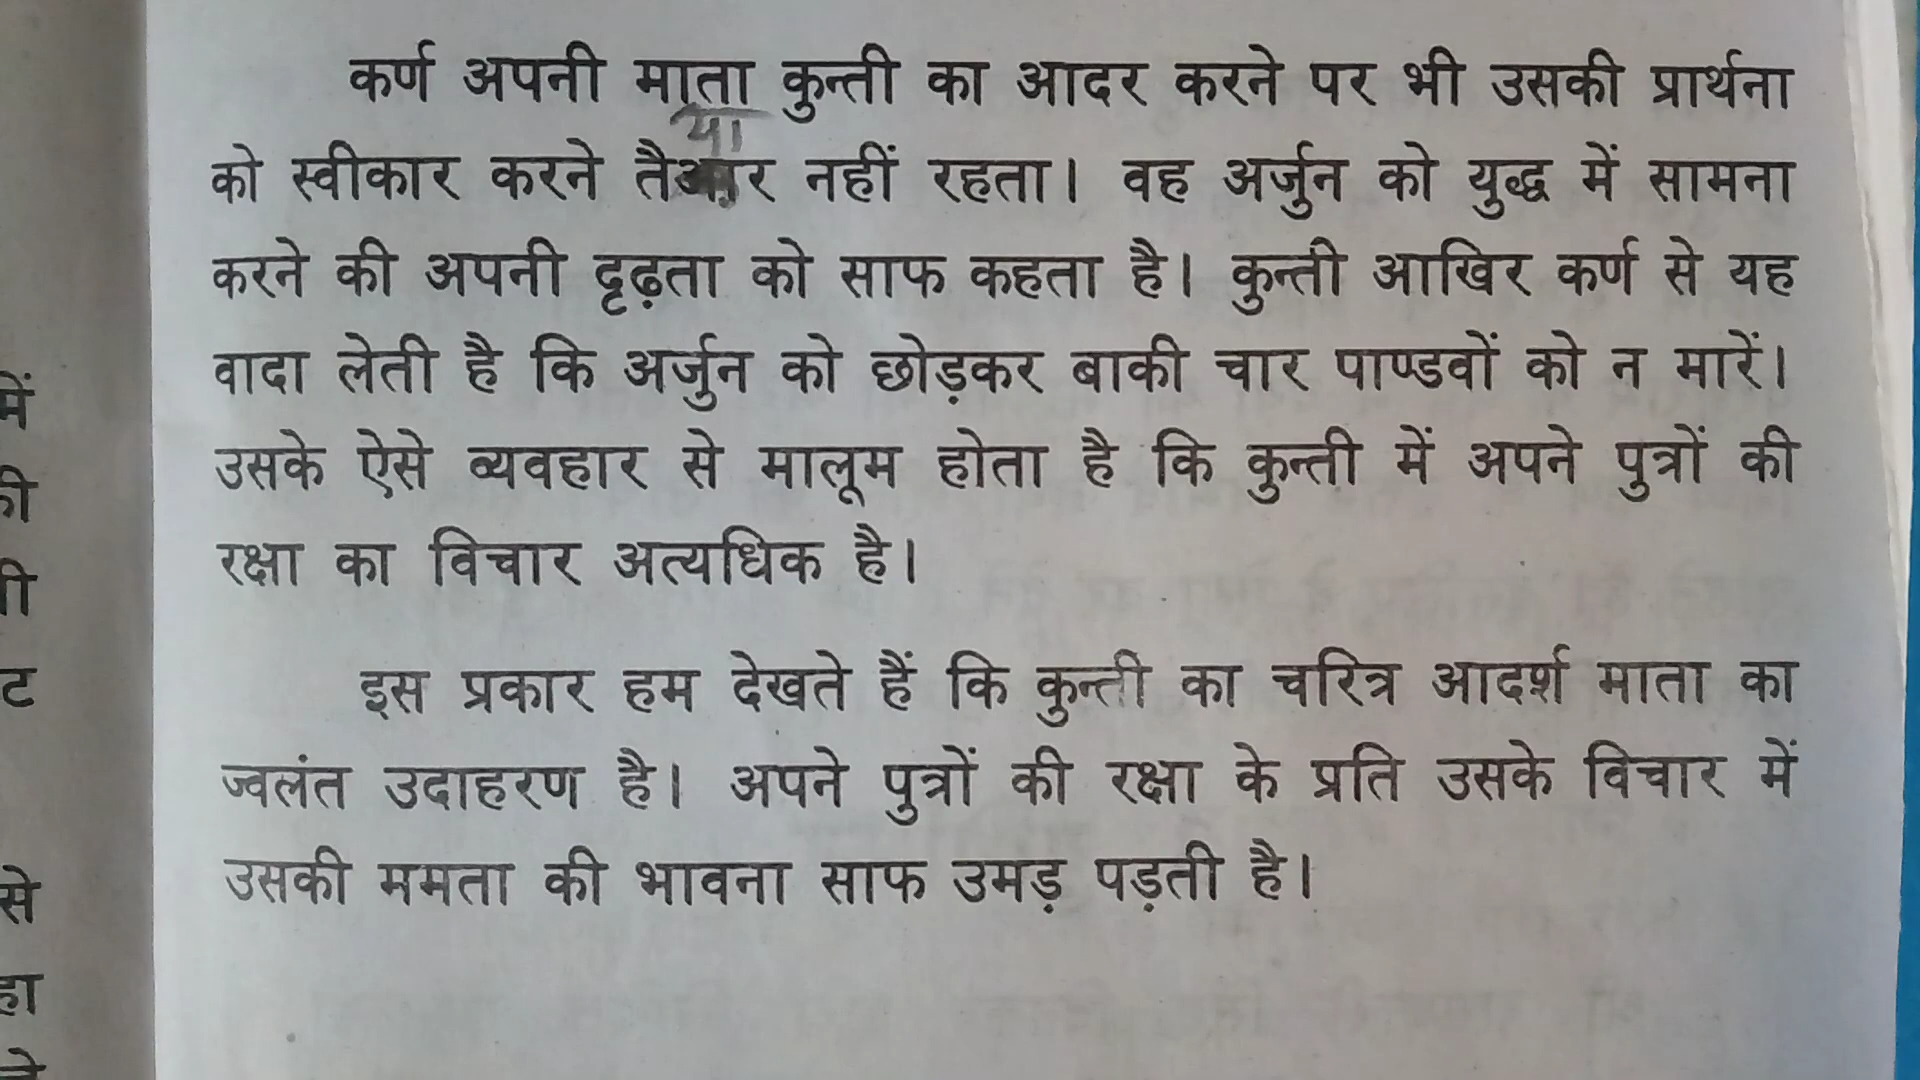 कर्ण अपनी माता कुन्ती का आदर करने पर भी उसकी प्रार्थना
या
को स्वीकार करने तैआर नहीं रहता। वह अर्जुन को युद्ध में सामना
करने की अपनी दृढ़ता को साफ कहता है। कुन्ती आखिर कर्ण से यह
वादा लेती है कि अर्जुन को छोड़कर बाकी चार पाण्डवों को न मारें।
उसके ऐसे व्यवहार से मालूम होता है कि कुन्ती में अपने पुत्रों की
रक्षा का विचार अत्यधिक है।
इस प्रकार हम देखते हैं कि कुन्ती का चरित्र आदर्श माता का
ज्वलंत उदाहरण है। अपने पुत्रों की रक्षा के प्रति उसके विचार में
उसकी ममता की भावना साफ उमड़ पड़ती है।
में
से